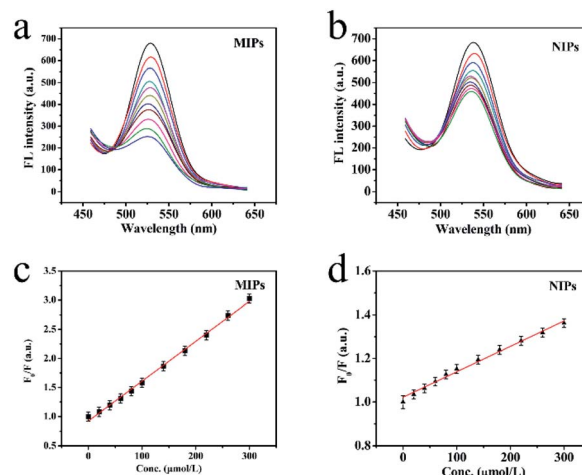 a
MIPs
FL intensity (a.u.)
700
600
500
400
300
200
100
0
450
500
550
600
650
Wavelength (nm)
b
NIPs
FL intensity (a.u.)
700
600
500
400
300
200
100
0
450
500
550
600
650
Wavelength (nm)
c
MIPs
F0/F (a.u.)
3.5
3.0
2.5
2.0
1.5
1.0
0.5
0
100
200
300
Conc. (μmol/L)
d
NIPs
F0/F (a.u.)
1.6
1.4
1.2
1.0
0.8
0
100
200
300
Conc. (μmol/L)